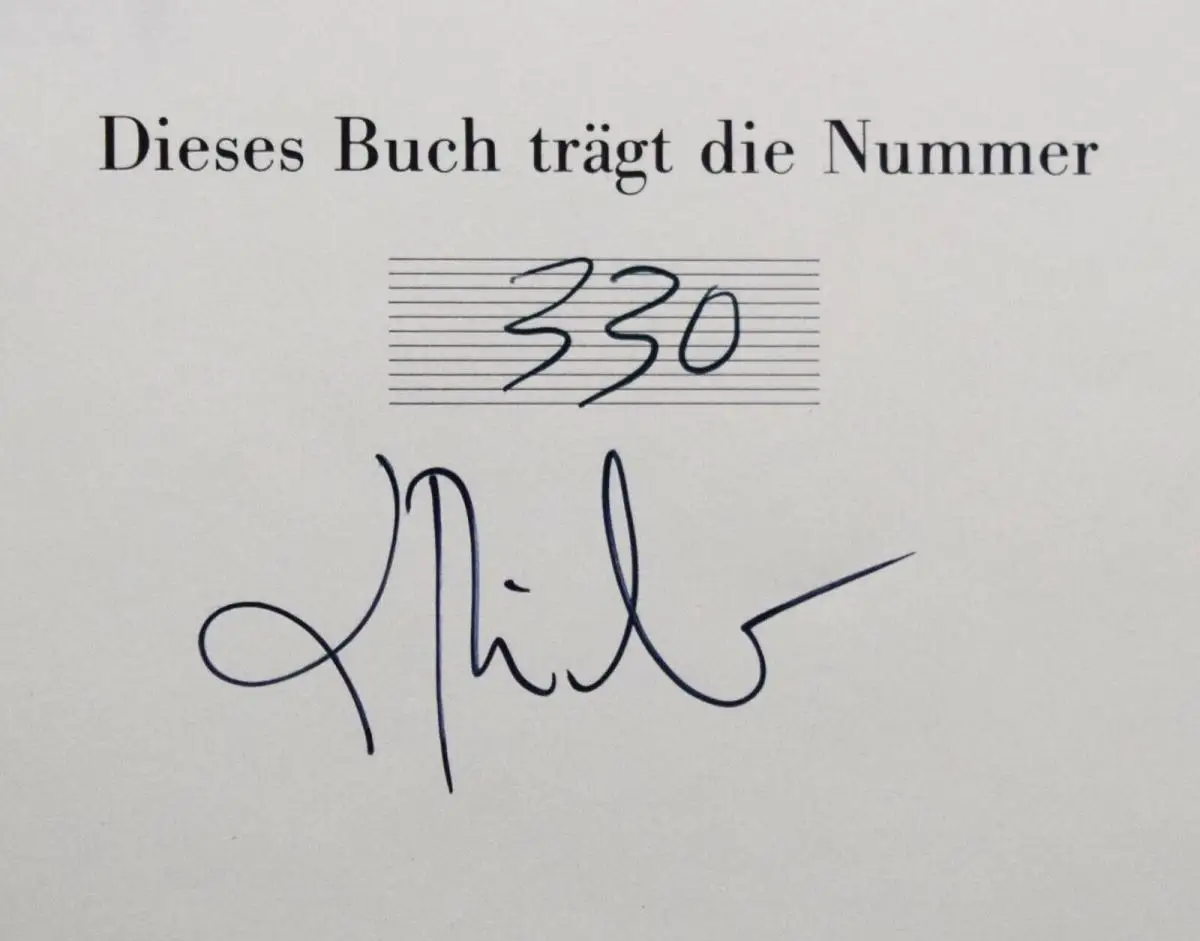 Dieses Buch trägt die Nummer
330